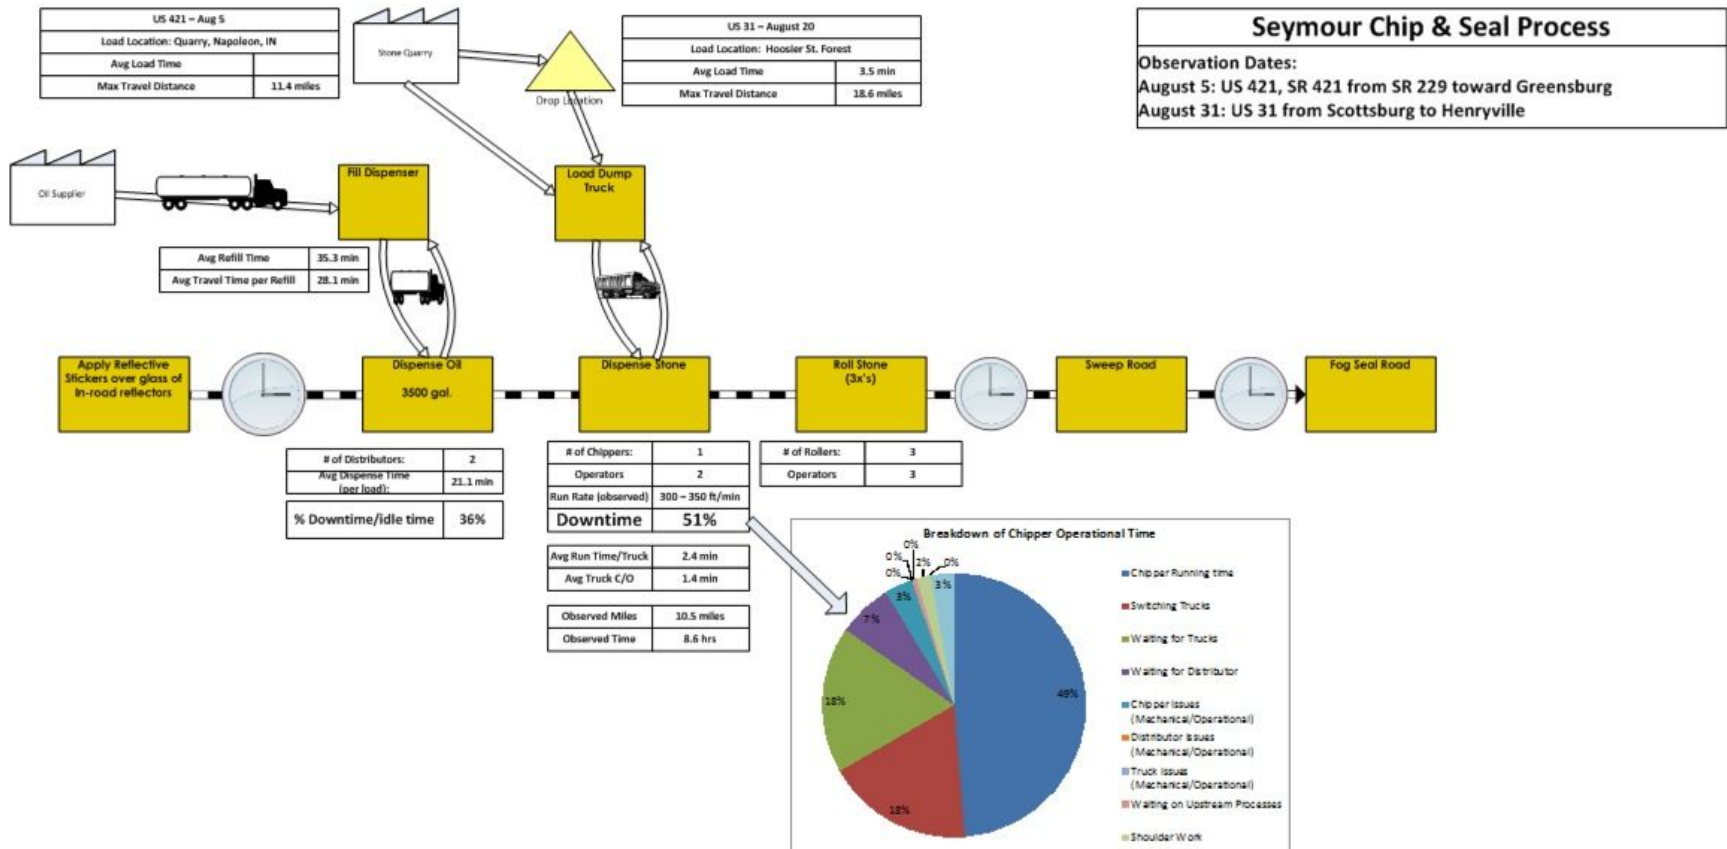 US 421 – Aug 5
Load Location: Quarry, Napoleon, IN
Avg Load Time
Max Travel Distance 11.4 miles
Stone Quarry
Drop Location
US 31 – August 20
Load Location: Hoosier St. Forest
Avg Load Time 3.5 min
Max Travel Distance 18.6 miles
Seymour Chip & Seal Process
Observation Dates:
August 5: US 421, SR 421 from SR 229 toward Greensburg
August 31: US 31 from Scottsburg to Henryville
Oil Supplier
Fill Dispenser
Load Dump
Truck
Avg Refill Time 35.3 min
Avg Travel Time per Refill 28.1 min
Apply Reflective
Stickers over glass of
In-road reflectors
Dispense Oil
3500 gal.
Dispense Stone
Roll Stone
(3x's)
Sweep Road
Fog Seal Road
# of Distributors: 2
Avg Dispense Time
(per load): 21.1 min
% Downtime/idle time 36%
# of Chippers: 1
Operators 2
Run Rate (observed) 300 – 350 ft/min
Downtime 51%
Avg Run Time/Truck 2.4 min
Avg Truck C/O 1.4 min
Observed Miles 10.5 miles
Observed Time 8.6 hrs
# of Rollers: 3
Operators 3
Breakdown of Chipper Operational Time
0%
0%
0%
2%
0%
3%
3%
7%
18%
18%
49%
Chipper Running time
Switching Trucks
Waiting for Trucks
Waiting for Distributor
Chipper Issues
(Mechanical/Operational)
Distributor Issues
(Mechanical/Operational)
Truck Issues
(Mechanical/Operational)
Waiting on Upstream Processes
Shoulder Work